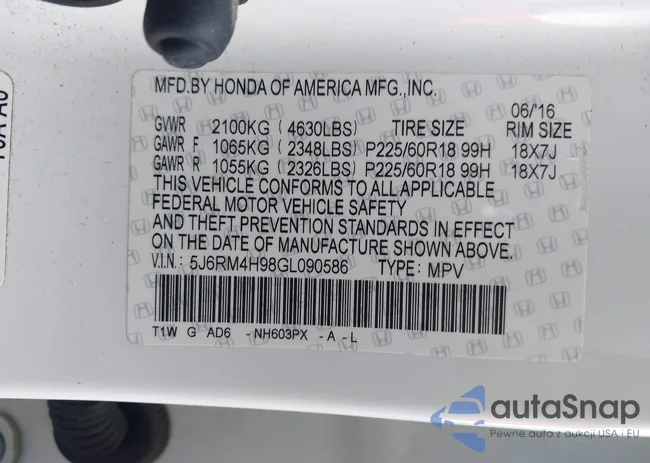 MFD.BY HONDA OF AMERICA MFG.,INC.
06/'16
GVWR 2100KG ( 4630LBS) TIRE SIZE RIM SIZE
GAWR F 1065KG ( 2348LBS) P225/60R18 99H 18X7J
GAWR R 1055KG ( 2326LBS) P225/60R18 99H 18X7J
THIS VEHICLE CONFORMS TO ALL APPLICABLE
FEDERAL MOTOR VEHICLE SAFETY
AND THEFT PREVENTION STANDARDS IN EFFECT
ON THE DATE OF MANUFACTURE SHOWN ABOVE.
V.I.N: 5J6RM4H98GL090586 TYPE: MPV
T1W G AD6 - NH603PX - A - L
autaSnap
Pewne auta z aukcji USA i EU